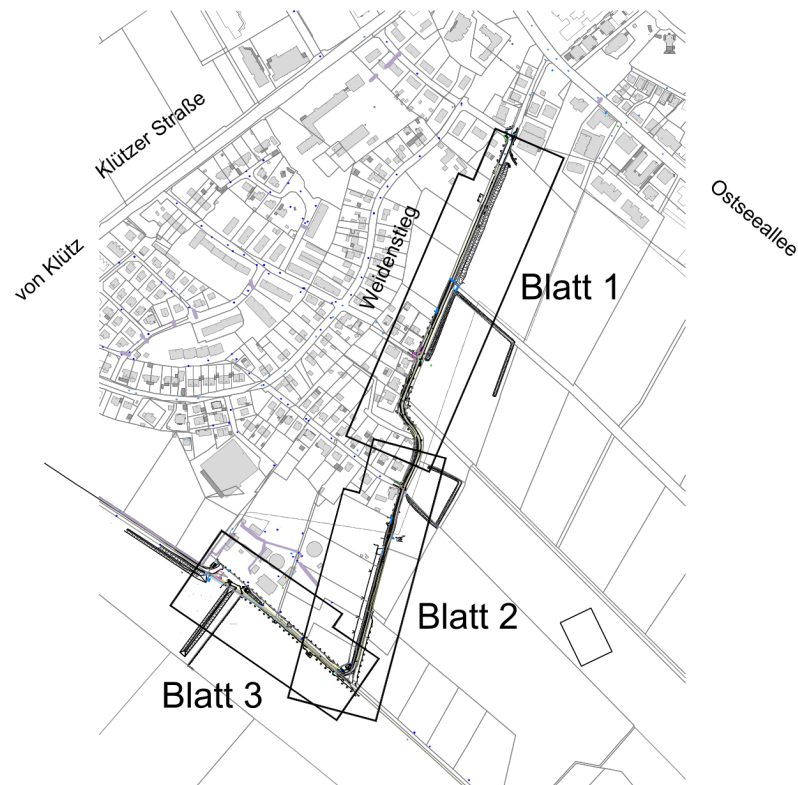 Klützer Straße
Ostseeallee
von Klütz
Weidenstieg
Blatt 1
Blatt 2
Blatt 3